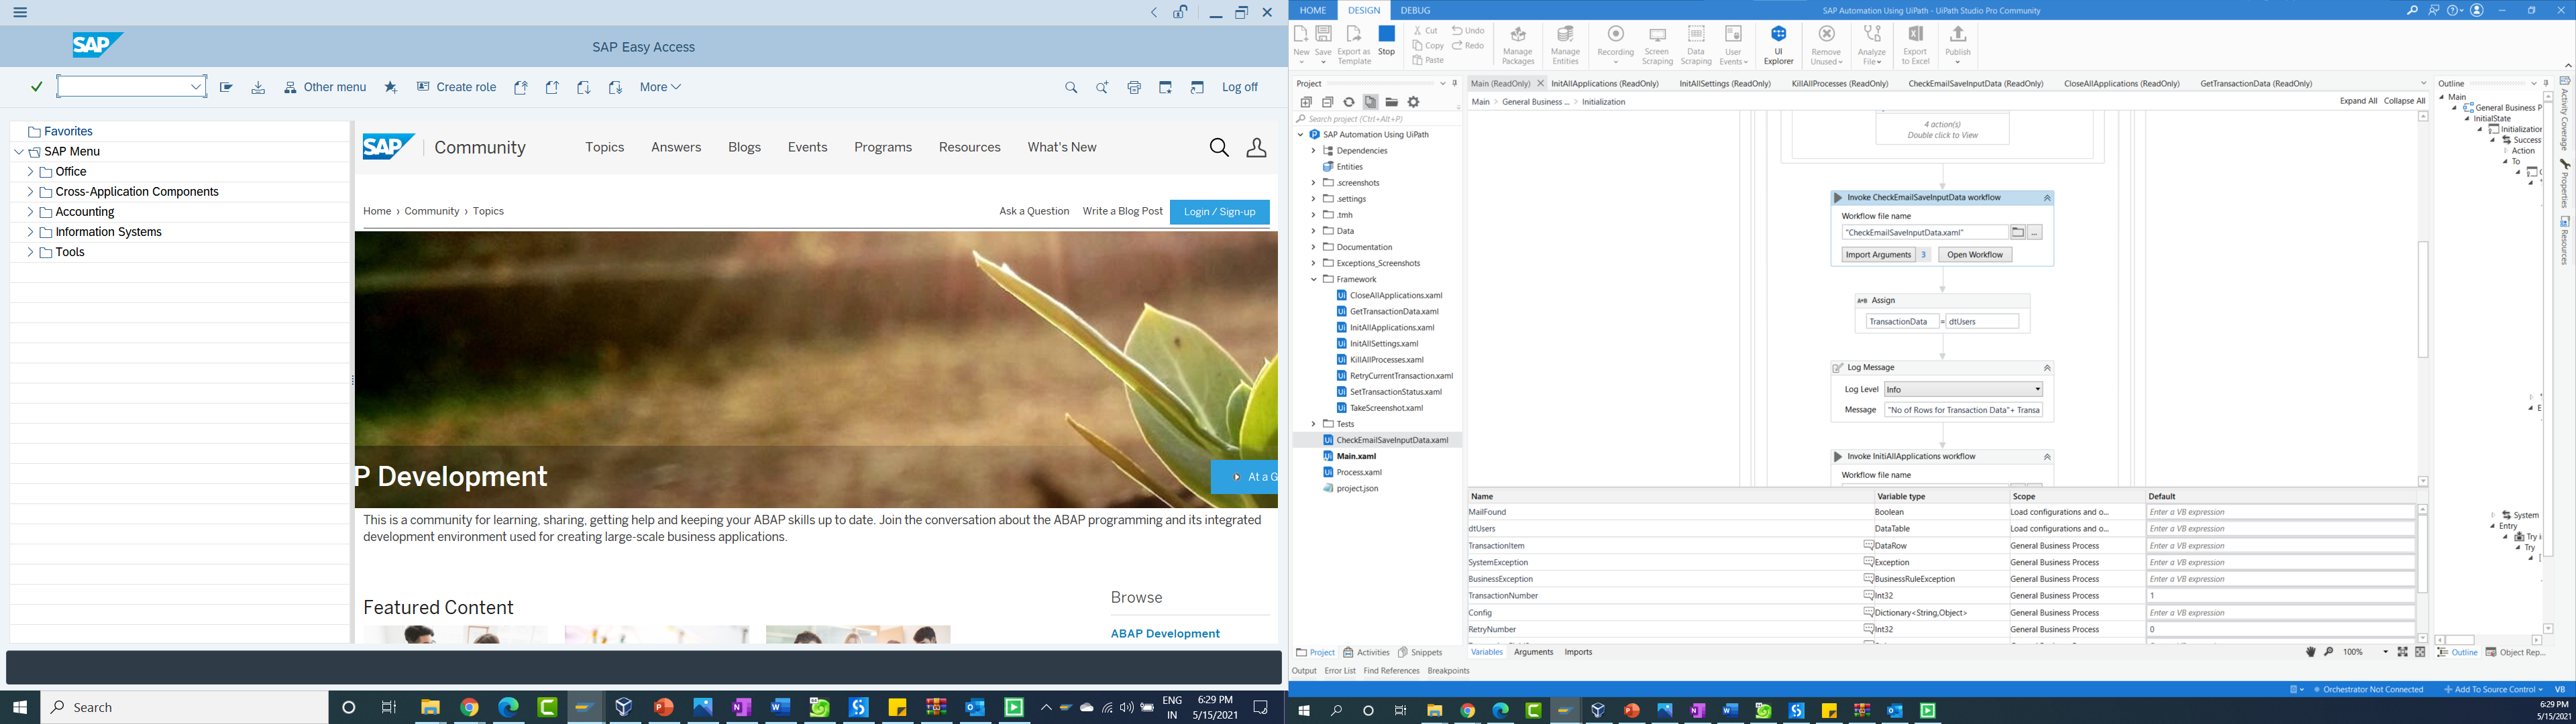 SAP
SAP Easy Access
Other menu
Create role
More
Log off
Favorites
SAP Menu
Office
Cross-Application Components
Accounting
Information Systems
Tools
SAP Community
Topics Answers Blogs Events Programs Resources What's New
Home › Community › Topics
Ask a Question Write a Blog Post Login / Sign-up
P Development
At a G
This is a community for learning, sharing, getting help and keeping your ABAP skills up to date. Join the conversation about the ABAP programming and its integrated
development environment used for creating large-scale business applications.
Featured Content
Browse
ABAP Development
Search
ENG
IN
6:29 PM
5/15/2021
HOME DESIGN DEBUG
SAP Automation Using UiPath - UiPath Studio Pro Community
New
Save
Export as
Template
Stop
Cut
Copy
Paste
Undo
Redo
Manage
Packages
Manage
Entities
Recording
Screen
Scraping
Data
Scraping
User
Events
UI
Explorer
Remove
Unused
Analyze
File
Export
to Excel
Publish
Project
Search project (Ctrl+Alt+P)
SAP Automation Using UiPath
Dependencies
Entities
.screenshots
.settings
.tmh
Data
Documentation
Exceptions_Screenshots
Framework
CloseAllApplications.xaml
GetTransactionData.xaml
InitAllApplications.xaml
InitAllSettings.xaml
KillAllProcesses.xaml
RetryCurrentTransaction.xaml
SetTransactionStatus.xaml
TakeScreenshot.xaml
Tests
CheckEmailSaveInputData.xaml
Main.xaml
Process.xaml
project.json
Project Activities Snippets
Main (ReadOnly) InitAllApplications (ReadOnly) InitAllSettings (ReadOnly) KillAllProcesses (ReadOnly) CheckEmailSaveInputData (ReadOnly) CloseAllApplications (ReadOnly) GetTransactionData (ReadOnly)
Main > General Business ... > Initialization
Expand All Collapse All
4 action(s)
Double click to View
Invoke CheckEmailSaveInputData workflow
Workflow file name
"CheckEmailSaveInputData.xaml"
...
Import Arguments 3 Open Workflow
A+B Assign
TransactionData = dtUsers
Log Message
Log Level Info
Message "No of Rows for Transaction Data"+ Transa
Invoke InitiAllApplications workflow
Workflow file name
Name Variable type Scope Default
MailFound Boolean Load configurations and o... Enter a VB expression
dtUsers DataTable Load configurations and o... Enter a VB expression
TransactionItem DataRow General Business Process Enter a VB expression
SystemException Exception General Business Process Enter a VB expression
BusinessException BusinessRuleException General Business Process Enter a VB expression
TransactionNumber Int32 General Business Process 1
Config Dictionary<String,Object> General Business Process Enter a VB expression
RetryNumber Int32 General Business Process 0
Variables Arguments Imports
100%
Outline
Main
General Business P
InitialState
Initialization
Success
Action
To
E
System
Entry
Try i
Try
Outline Object Rep...
Activity Coverage
Properties
Resources
Output Error List Find References Breakpoints
Orchestrator Not Connected
Add To Source Control
VB
6:29 PM
5/15/2021